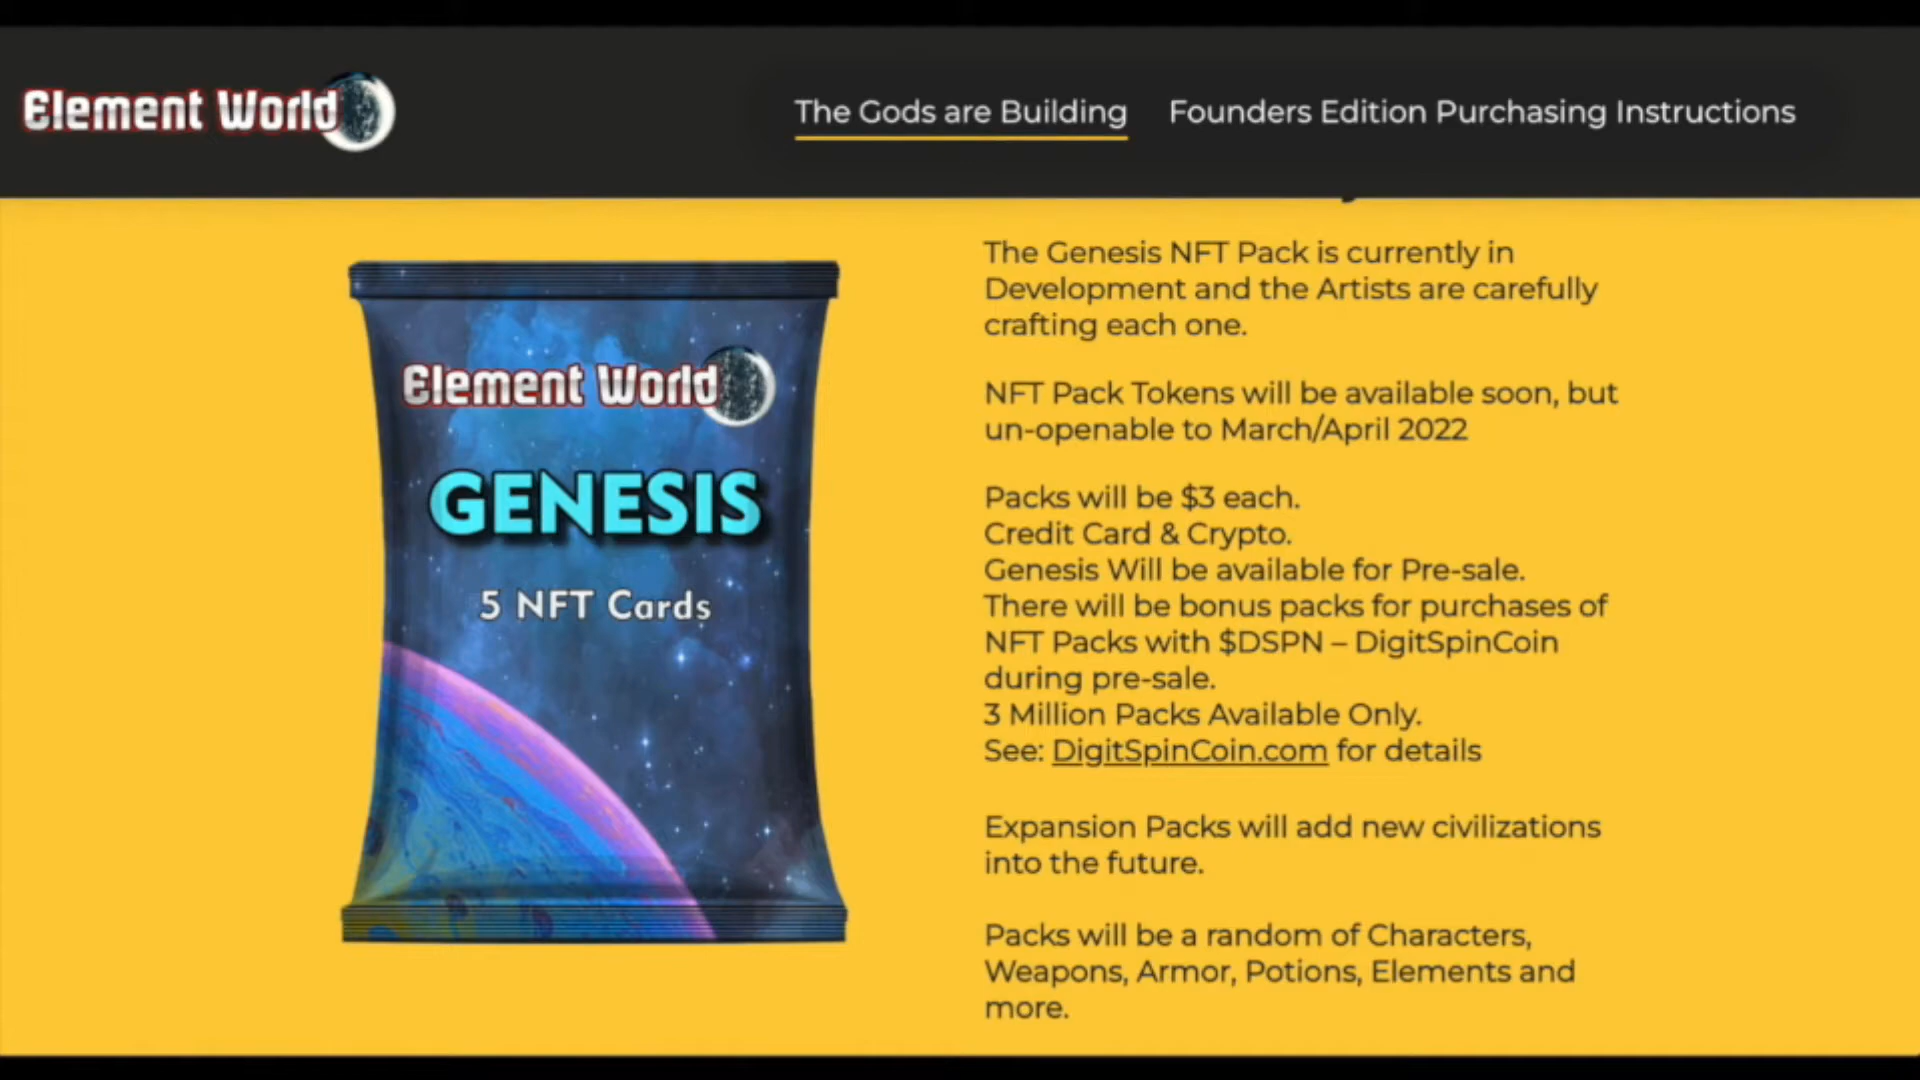 Element World
The Gods are Building
Founders Edition Purchasing Instructions
Element World
GENESIS
5 NFT Cards
The Genesis NFT Pack is currently in
Development and the Artists are carefully
crafting each one.
NFT Pack Tokens will be available soon, but
un-openable to March/April 2022
Packs will be $3 each.
Credit Card & Crypto.
Genesis Will be available for Pre-sale.
There will be bonus packs for purchases of
NFT Packs with $DSPN – DigitSpinCoin
during pre-sale.
3 Million Packs Available Only.
See: DigitSpinCoin.com for details
Expansion Packs will add new civilizations
into the future.
Packs will be a random of Characters,
Weapons, Armor, Potions, Elements and
more.